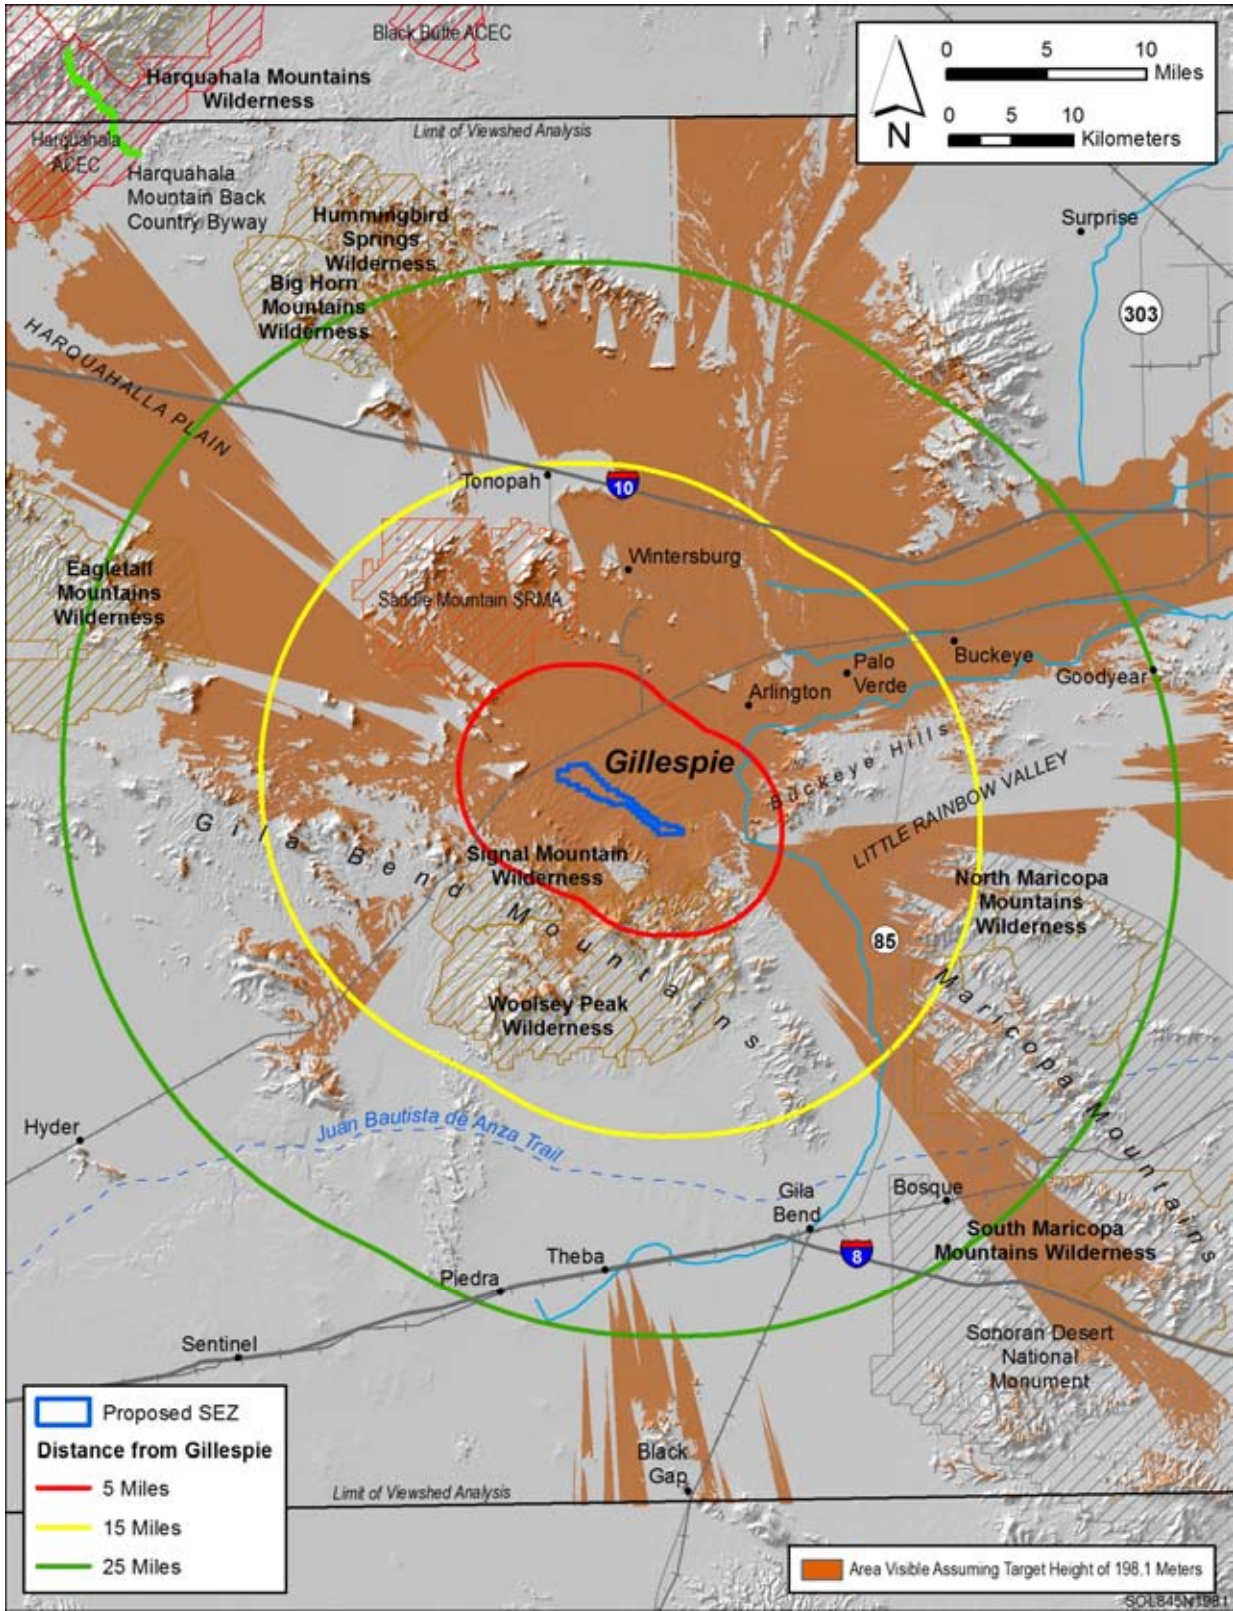 Black Butte ACEC
0 5 10
Miles
0 5 10
Kilometers
N
Harquahala Mountains
Wilderness
Limit of Viewshed Analysis
Harquahala
ACEC
Harquahala
Mountain Back
Country Byway
Hummingbird
Springs
Wilderness
Big Horn
Mountains
Wilderness
Surprise
303
HARQUAHALLA PLAIN
Tonopah
10
Wintersburg
Eagletail
Mountains
Wilderness
Saddle Mountain SRMA
Buckeye
Palo
Verde
Goodyear
Arlington
Gillespie
Buckeye Hills
LITTLE RAINBOW VALLEY
Gila Bend Mountains
Signal Mountain
Wilderness
North Maricopa
Mountains
Wilderness
85
Woolsey Peak
Wilderness
Maricopa Mountains
Hyder
Juan Bautista de Anza Trail
Gila
Bend
Bosque
South Maricopa
Mountains Wilderness
8
Theba
Piedra
Sentinel
Sonoran Desert
National
Monument
Black
Gap
Limit of Viewshed Analysis
Proposed SEZ
Distance from Gillespie
5 Miles
15 Miles
25 Miles
Area Visible Assuming Target Height of 198.1 Meters
SOL845N1981